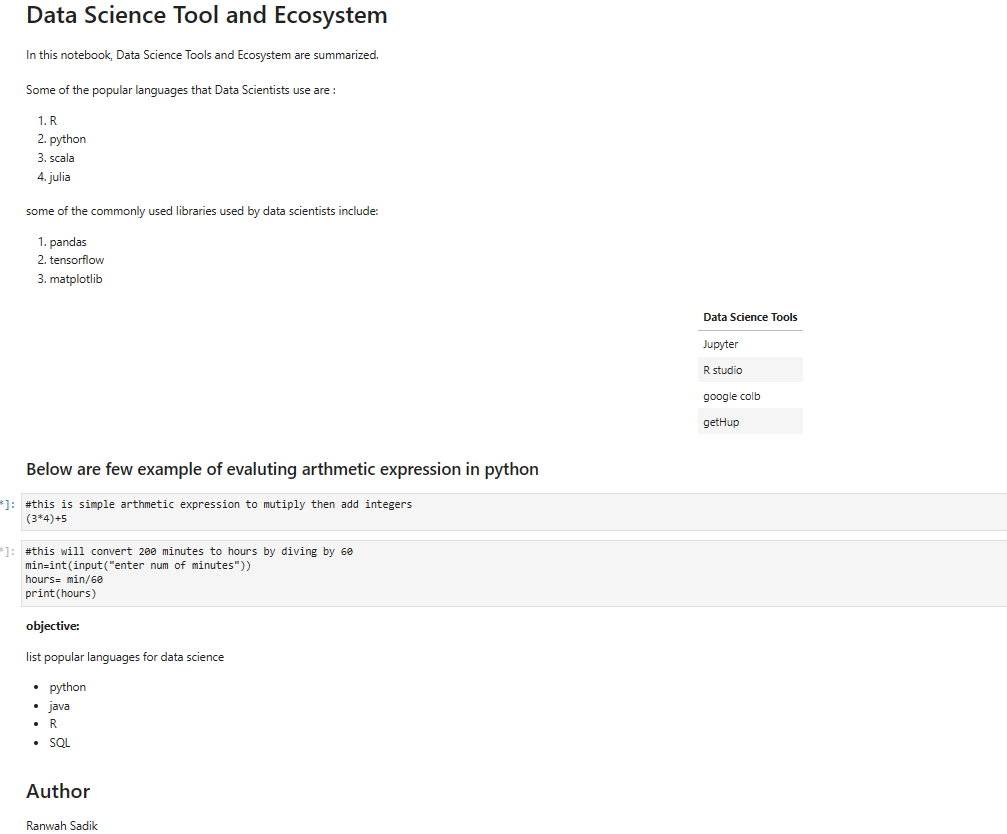 Data Science Tool and Ecosystem
In this notebook, Data Science Tools and Ecosystem are summarized.
Some of the popular languages that Data Scientists use are :
1. R
2. python
3. scala
4. julia
some of the commonly used libraries used by data scientists include:
1. pandas
2. tensorflow
3. matplotlib
Data Science Tools
Jupyter
R studio
google colb
getHup
Below are few example of evaluting arthmetic expression in python
*]: #this is simple arthmetic expression to mutiply then add integers
(3*4)+5
*]: #this will convert 200 minutes to hours by diving by 60
min=int(input("enter num of minutes"))
hours= min/60
print(hours)
objective:
list popular languages for data science
• python
• java
• R
• SQL
Author
Ranwah Sadik